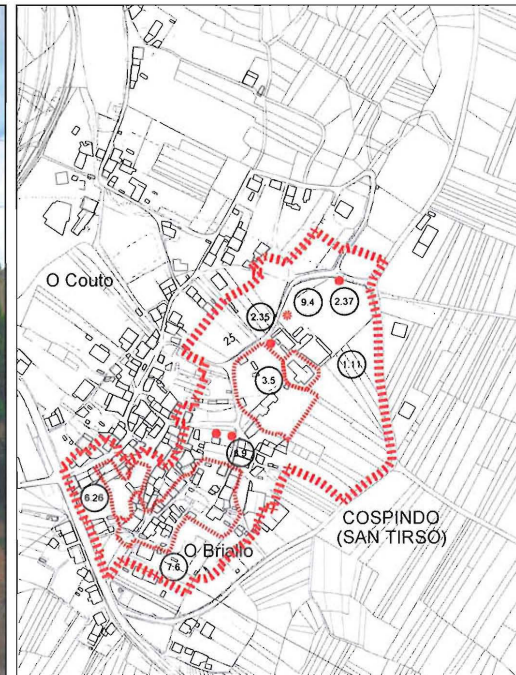 O Couto
9.4
2.37
2.35
25
1.11
3.5
8.9
6.26
COSPINDO
(SAN TIRSO)
O Briallo
7.6